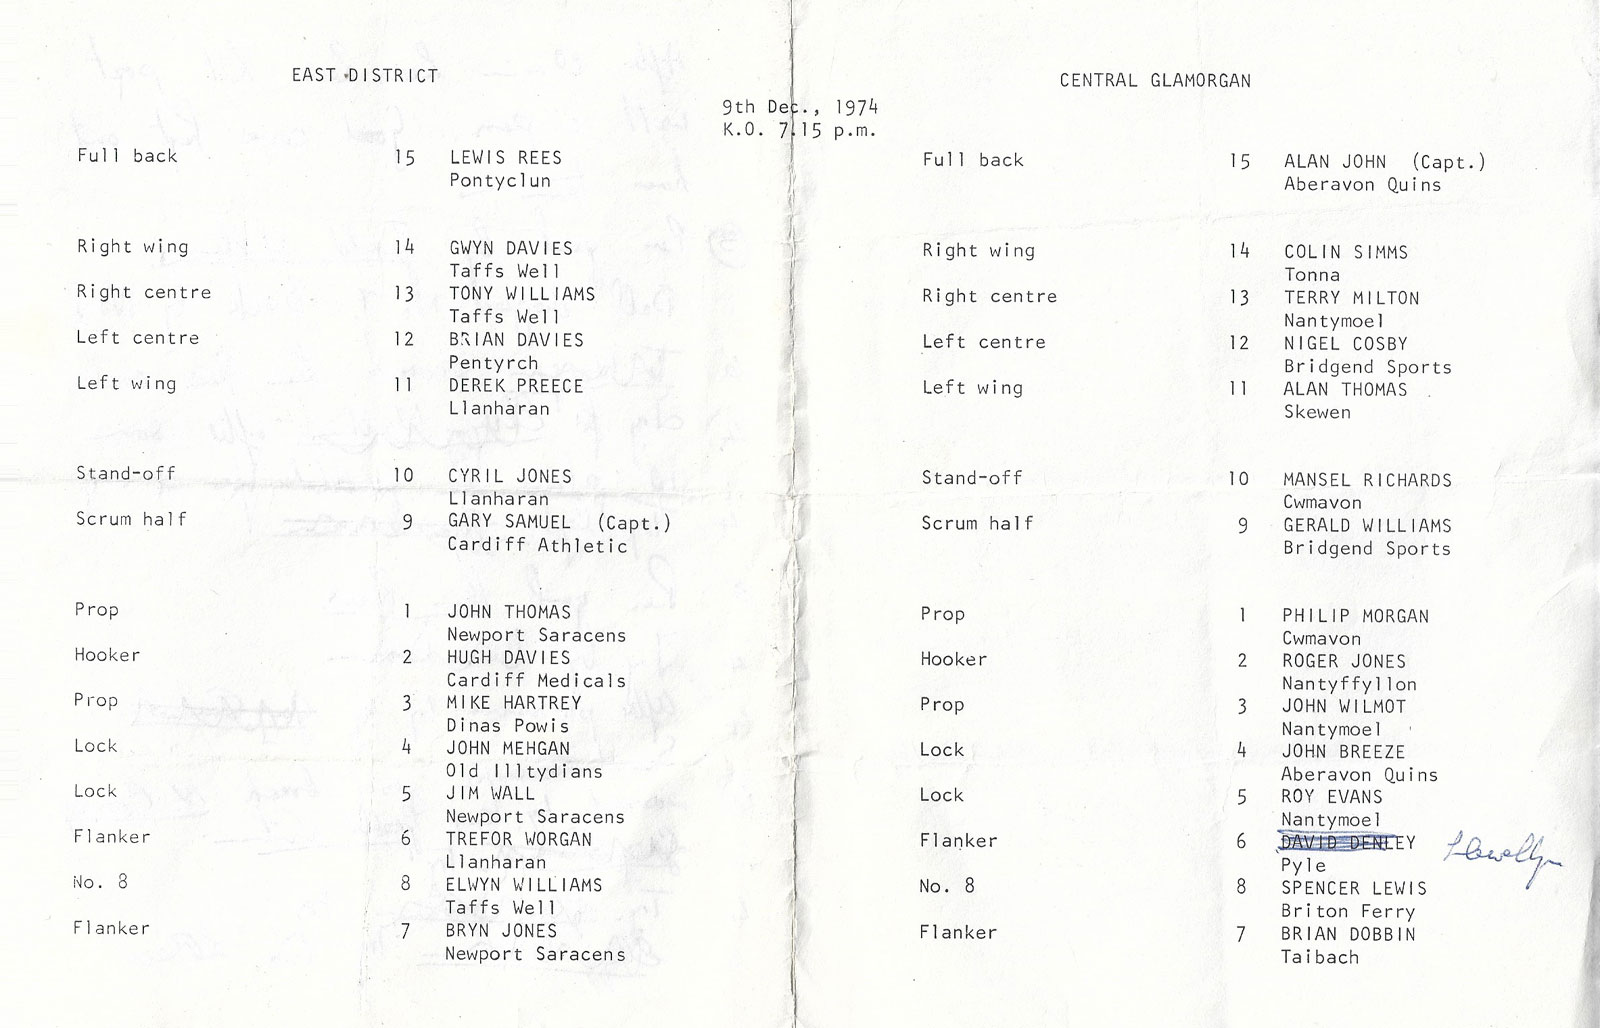 EAST DISTRICT
CENTRAL GLAMORGAN
9th Dec., 1974
K.O. 7.15 p.m.
Full back 15 LEWIS REES
Pontyclun
Right wing 14 GWYN DAVIES
Taffs Well
Right centre 13 TONY WILLIAMS
Taffs Well
Left centre 12 BRIAN DAVIES
Pentyrch
Left wing 11 DEREK PREECE
Llanharan
Stand-off 10 CYRIL JONES
Llanharan
Scrum half 9 GARY SAMUEL (Capt.)
Cardiff Athletic
Prop 1 JOHN THOMAS
Newport Saracens
Hooker 2 HUGH DAVIES
Cardiff Medicals
Prop 3 MIKE HARTREY
Dinas Powis
Lock 4 JOHN MEHGAN
Old Illtydians
Lock 5 JIM WALL
Newport Saracens
Flanker 6 TREFOR WORGAN
Llanharan
No. 8 8 ELWYN WILLIAMS
Taffs Well
Flanker 7 BRYN JONES
Newport Saracens
Full back 15 ALAN JOHN (Capt.)
Aberavon Quins
Right wing 14 COLIN SIMMS
Tonna
Right centre 13 TERRY MILTON
Nantymoel
Left centre 12 NIGEL COSBY
Bridgend Sports
Left wing 11 ALAN THOMAS
Skewen
Stand-off 10 MANSEL RICHARDS
Cwmavon
Scrum half 9 GERALD WILLIAMS
Bridgend Sports
Prop 1 PHILIP MORGAN
Cwmavon
Hooker 2 ROGER JONES
Nantyffyllon
Prop 3 JOHN WILMOT
Nantymoel
Lock 4 JOHN BREEZE
Aberavon Quins
Lock 5 ROY EVANS
Nantymoel
Flanker 6 DAVID DENLEY Llewellyn
Pyle
No. 8 8 SPENCER LEWIS
Briton Ferry
Flanker 7 BRIAN DOBBIN
Taibach